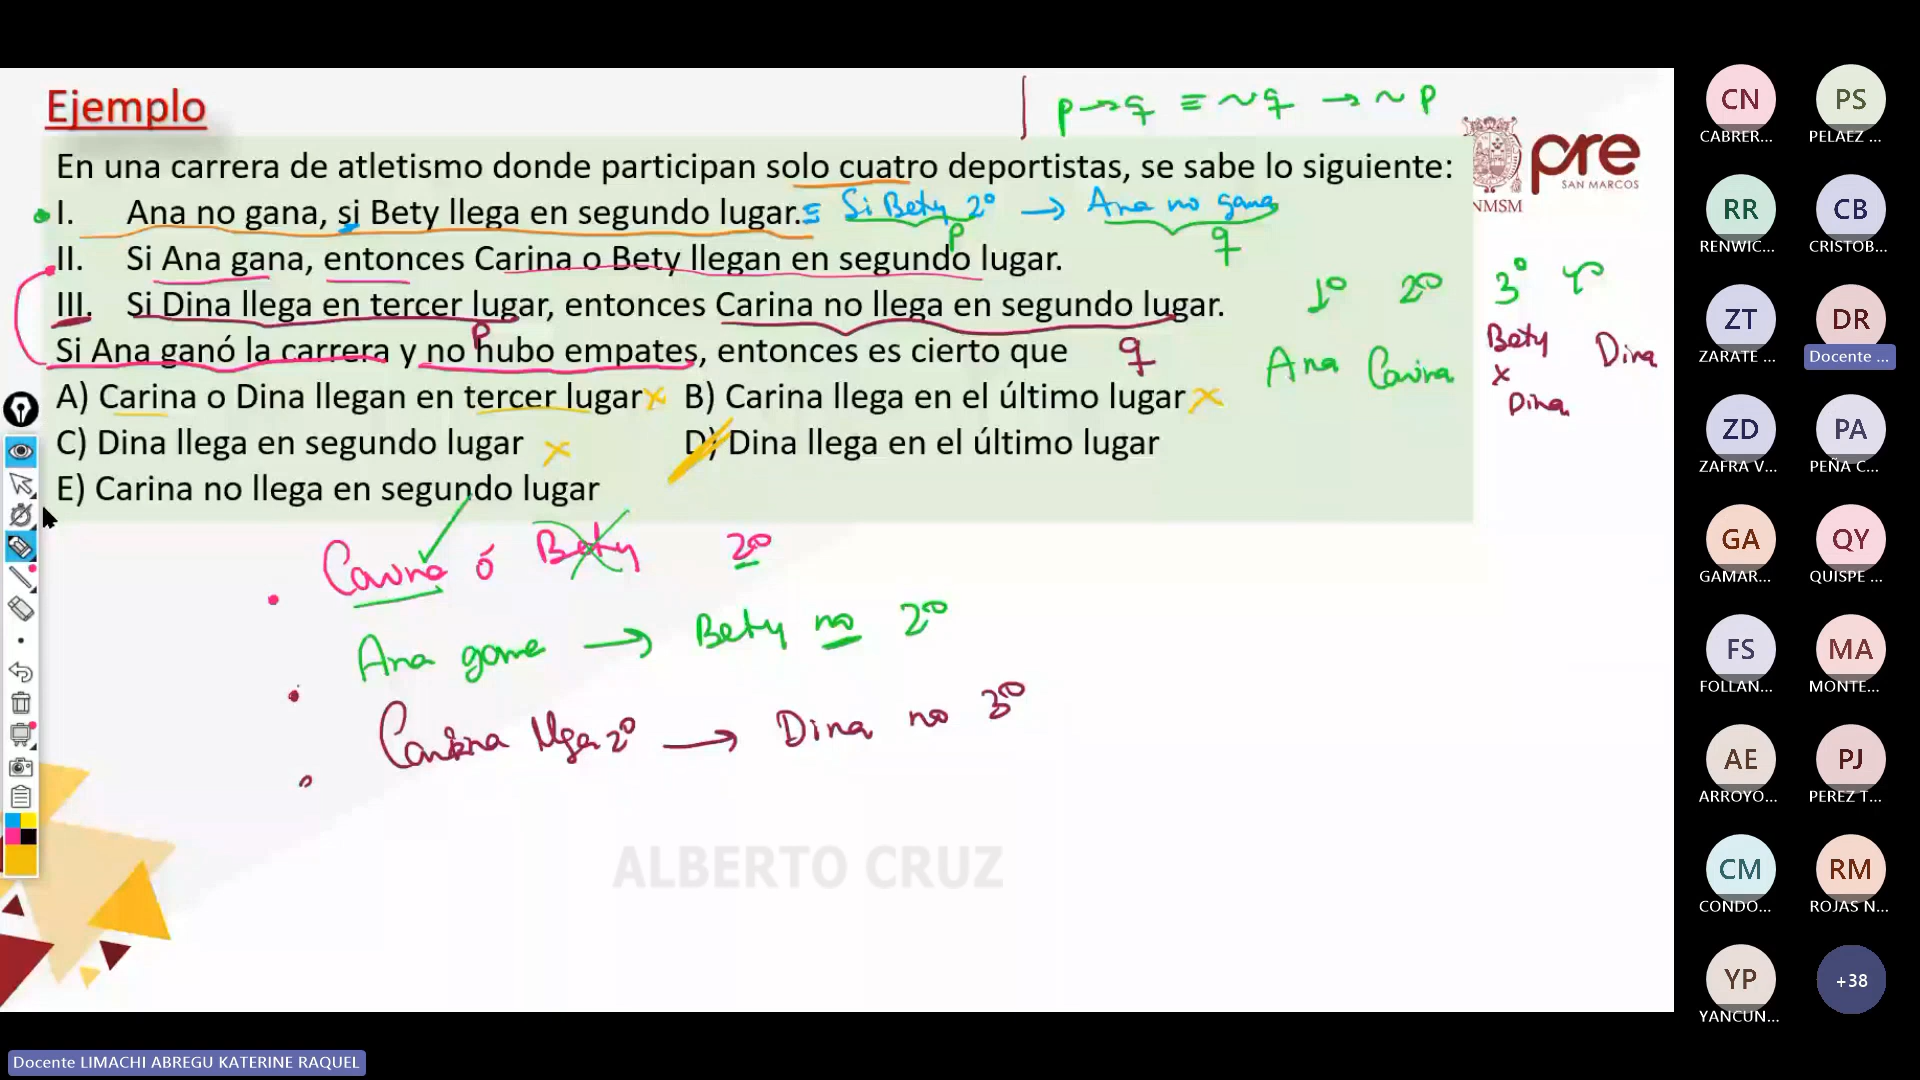 Ejemplo
p → q ≡ ~q → ~p
En una carrera de atletismo donde participan solo cuatro deportistas, se sabe lo siguiente:
pre
SAN MARCOS
NMSM
I. Ana no gana, si Bety llega en segundo lugar. ≡ Si Bety 2° → Ana no gana
p
q
II. Si Ana gana, entonces Carina o Bety llegan en segundo lugar.
III. Si Dina llega en tercer lugar, entonces Carina no llega en segundo lugar.
p
q
1° 2° 3° 4°
Ana Carina Bety Dina
x
Dina
Si Ana ganó la carrera y no hubo empates, entonces es cierto que
A) Carina o Dina llegan en tercer lugar x B) Carina llega en el último lugar x
C) Dina llega en segundo lugar x D) Dina llega en el último lugar
E) Carina no llega en segundo lugar
Carina ó Bety 2°
Ana gana → Bety no 2°
Carina llega 2° → Dina no 3°
ALBERTO CRUZ
CN
CABRER...
PS
PELAEZ ...
RR
RENWIC...
CB
CRISTOB...
ZT
ZARATE ...
DR
Docente ...
ZD
ZAFRA V...
PA
PEÑA C...
GA
GAMAR...
QY
QUISPE ...
FS
FOLLAN...
MA
MONTE...
AE
ARROYO...
PJ
PEREZ T...
CM
CONDO...
RM
ROJAS N...
YP
YANCUN...
+38
Docente LIMACHI ABREGU KATERINE RAQUEL